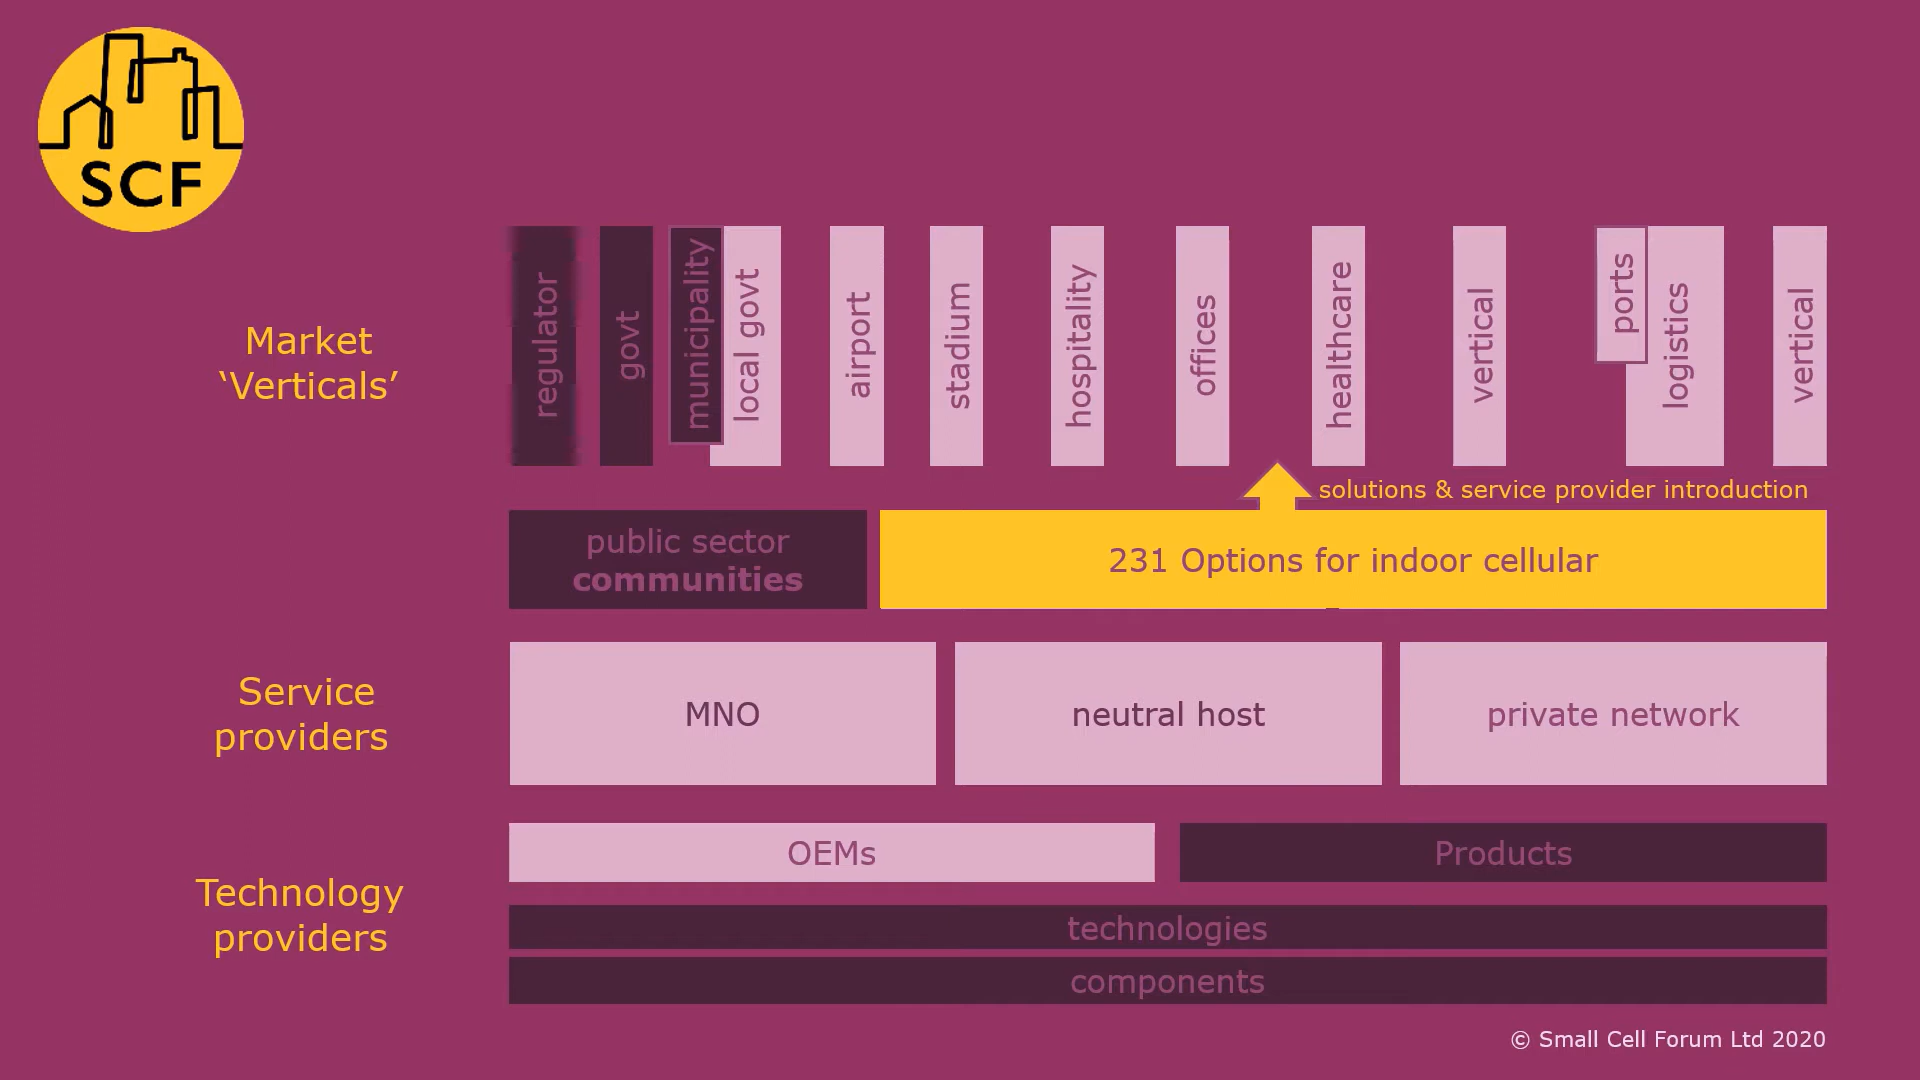 SCF
Market
‘Verticals’
regulator
govt
municipality
local govt
airport
stadium
hospitality
offices
healthcare
vertical
ports
logistics
vertical
solutions & service provider introduction
public sector
communities
231 Options for indoor cellular
Service
providers
MNO
neutral host
private network
Technology
providers
OEMs
Products
technologies
components
© Small Cell Forum Ltd 2020